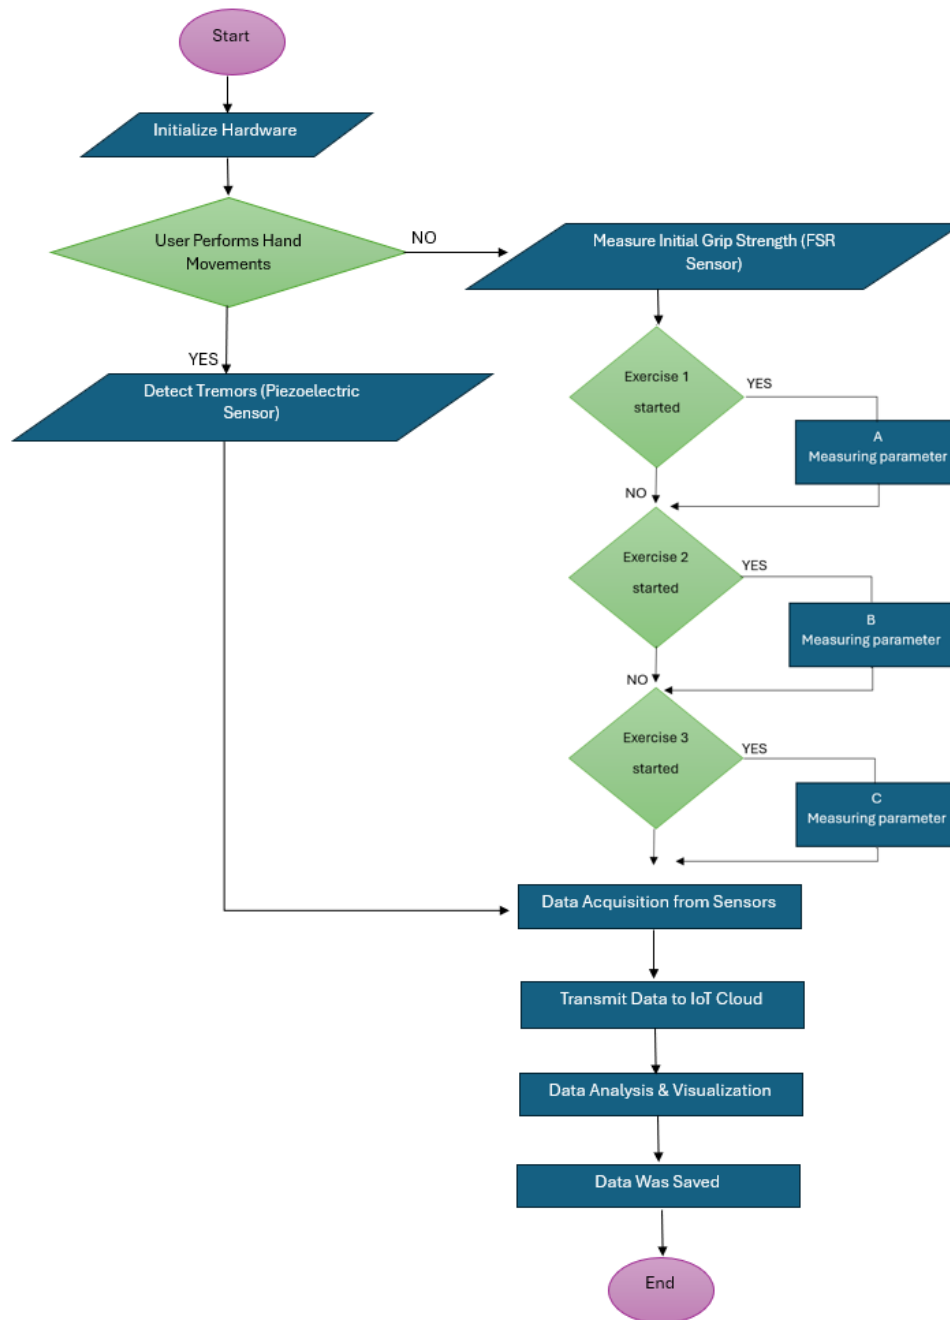 Start
Initialize Hardware
User Performs Hand
Movements
NO
Measure Initial Grip Strength (FSR
Sensor)
YES
Detect Tremors (Piezoelectric
Sensor)
Exercise 1
started
YES
A
Measuring parameter
NO
Exercise 2
started
YES
B
Measuring parameter
NO
Exercise 3
started
YES
C
Measuring parameter
Data Acquisition from Sensors
Transmit Data to IoT Cloud
Data Analysis & Visualization
Data Was Saved
End